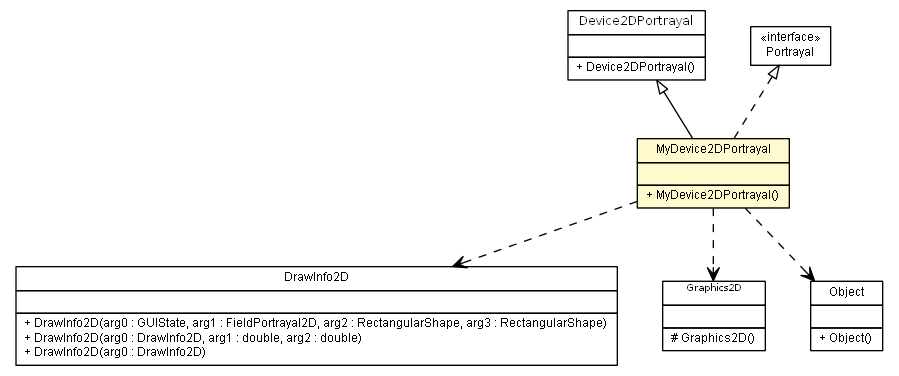 Device2DPortrayal
+ Device2DPortrayal()
«interface»
Portrayal
MyDevice2DPortrayal
+ MyDevice2DPortrayal()
DrawInfo2D
+ DrawInfo2D(arg0 : GUIState, arg1 : FieldPortrayal2D, arg2 : RectangularShape, arg3 : RectangularShape)
+ DrawInfo2D(arg0 : DrawInfo2D, arg1 : double, arg2 : double)
+ DrawInfo2D(arg0 : DrawInfo2D)
Graphics2D
# Graphics2D()
Object
+ Object()